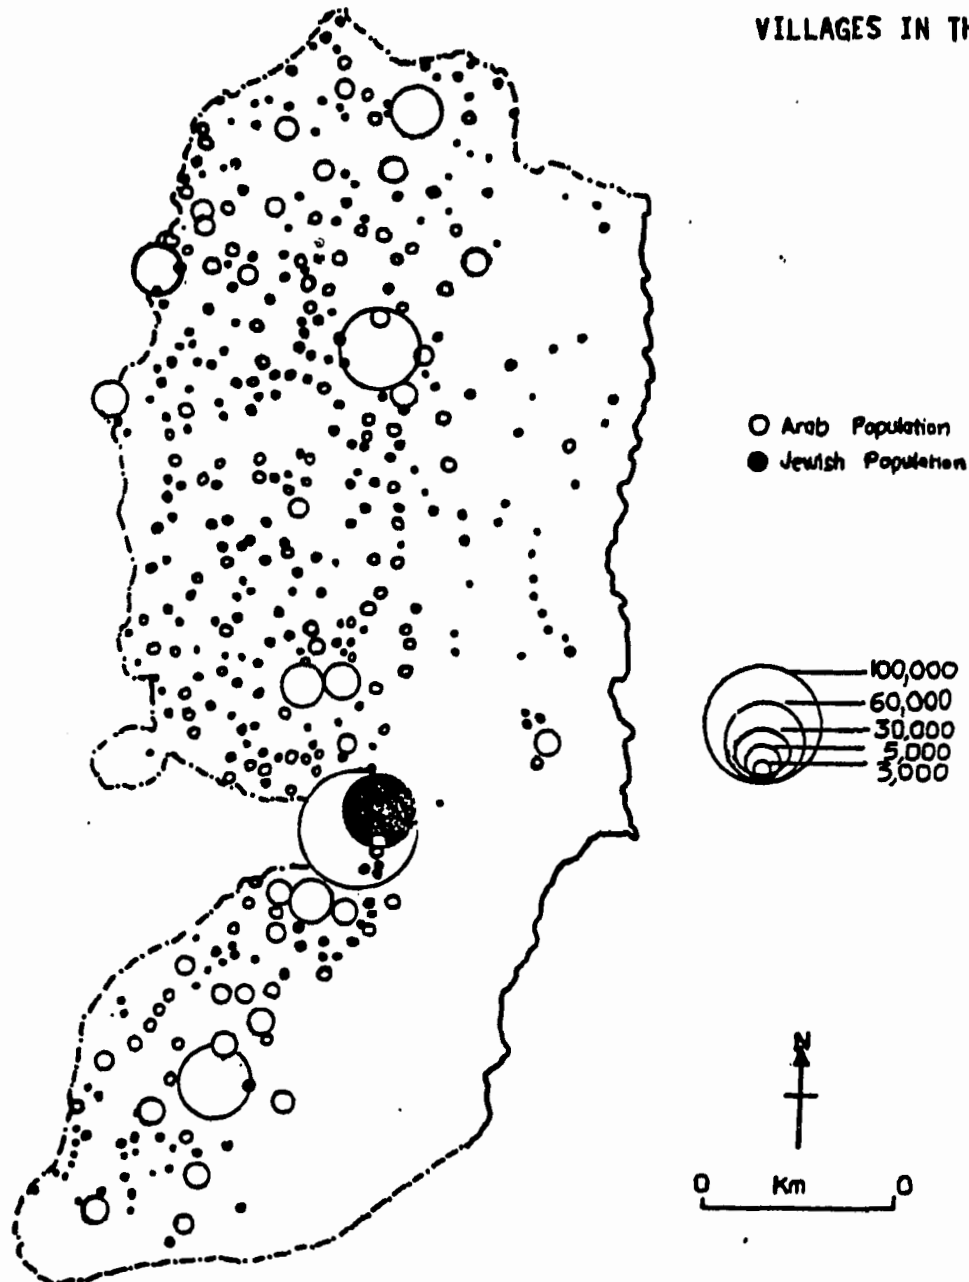 VILLAGES IN TH
Arab Population
Jewish Population
100,000
60,000
30,000
5,000
3,000
N
0 Km 0